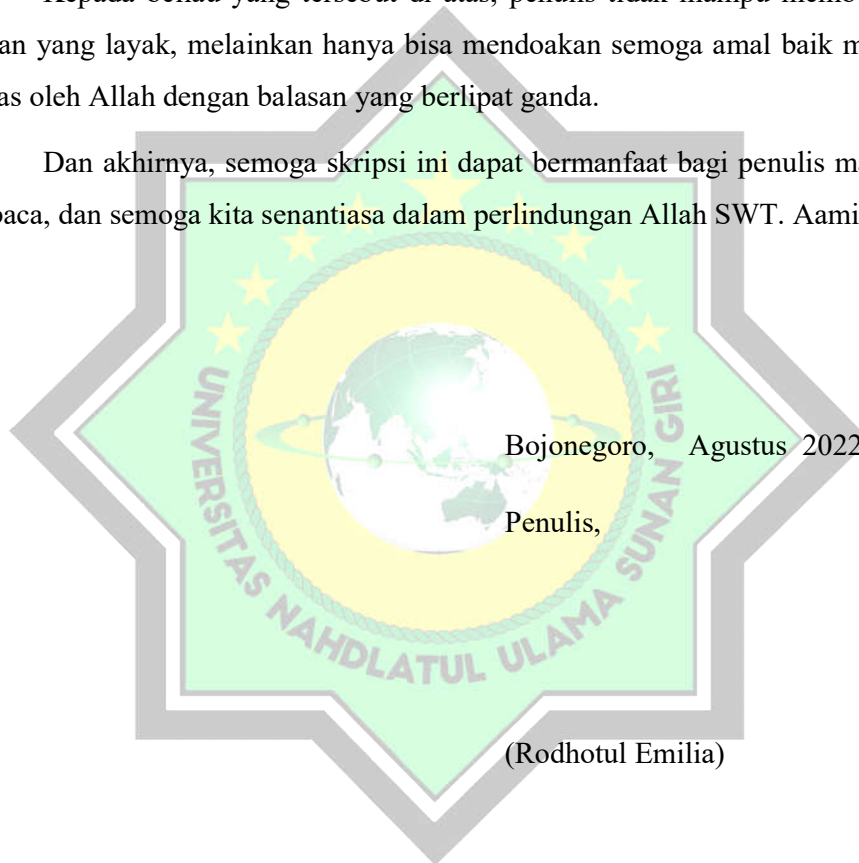 Kepada beliau yang tersebut di atas, penulis tidak mampu
an yang layak, melainkan hanya bisa mendoakan semoga amal baik m
as oleh Allah dengan balasan yang berlipat ganda.
Dan akhirnya, semoga skripsi ini dapat bermanfaat bagi penulis ma
baca, dan semoga kita senantiasa dalam perlindungan Allah SWT. Aami
Bojonegoro, Agustus 2022
Penulis,
(Rodhotul Emilia)
UNIVERSITAS NAHDLATUL ULAMA SUNAN GIRI